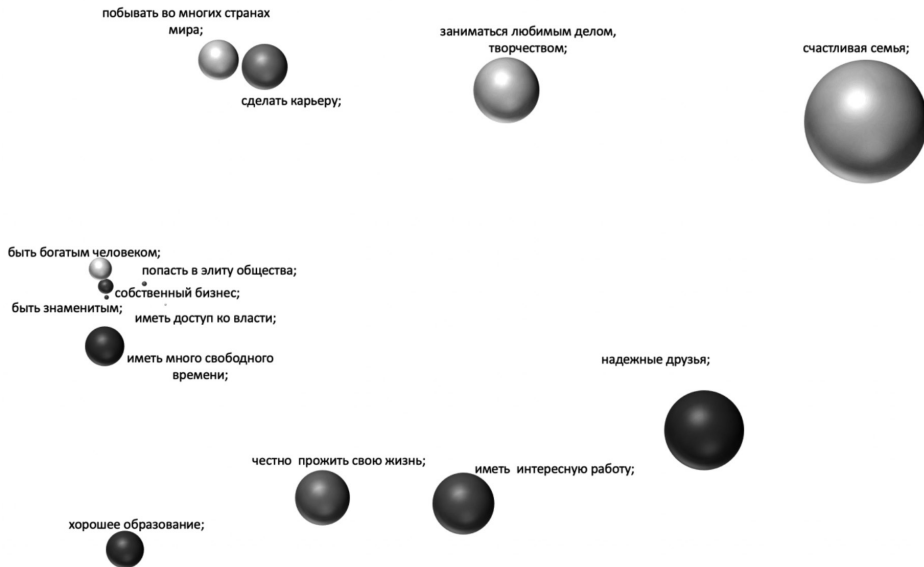 побывать во многих странах
мира;
сделать карьеру;
заниматься любимым делом,
творчеством;
счастливая семья;
быть богатым человеком;
попасть в элиту общества;
собственный бизнес;
быть знаменитым;
иметь доступ ко власти;
иметь много свободного
времени;
надежные друзья;
честно  прожить свою жизнь;
иметь  интересную работу;
хорошее образование;